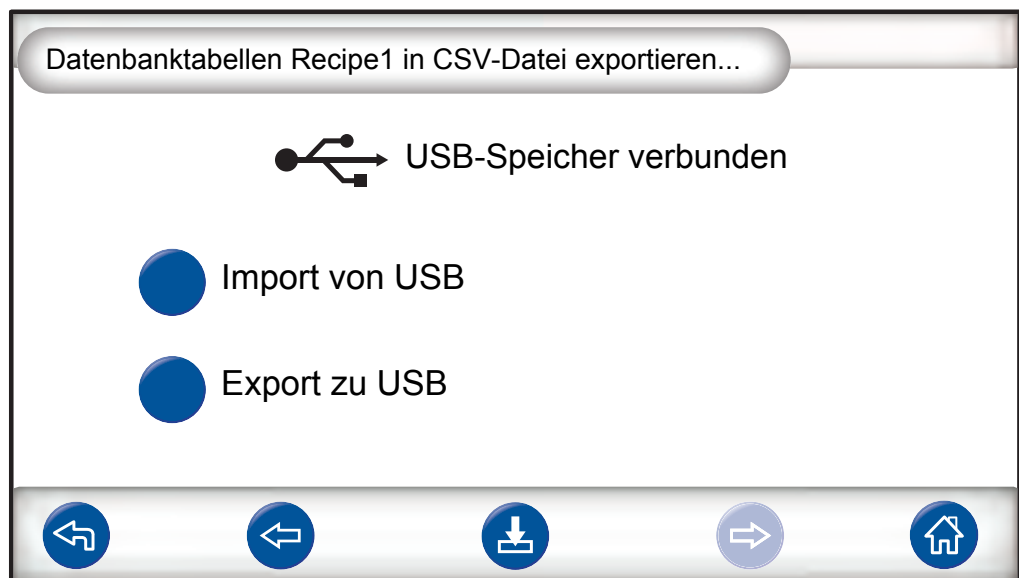 Datenbanktabellen Recipe1 in CSV-Datei exportieren...
USB-Speicher verbunden
Import von USB
Export zu USB